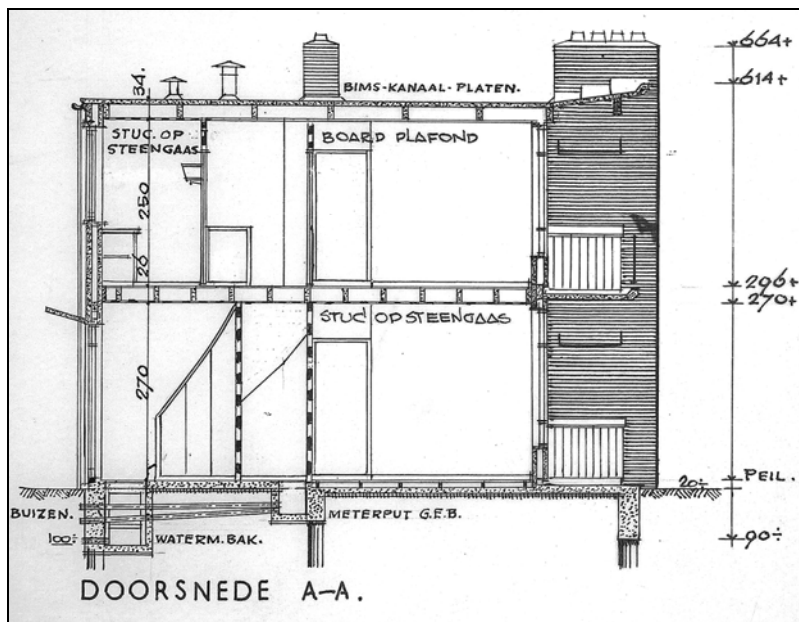 664+
34.
614+
BIMS-KANAAL-PLATEN.
STUC. OP
STEENGAAS
BOARD PLAFOND
250
26
296+
270+
STUC OP STEENGAAS
270
PEIL.
20÷
BUIZEN.
METERPUT G.E.B.
100÷
WATERM. BAK.
90÷
DOORSNEDE A-A.